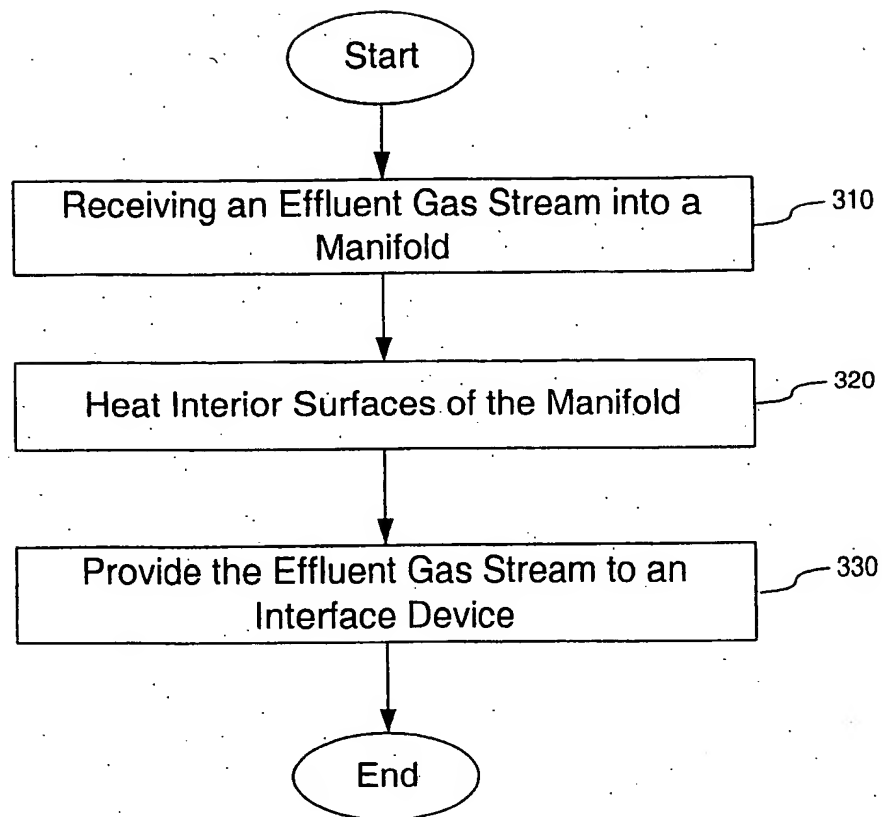 Start
Receiving an Effluent Gas Stream into a
Manifold
310
Heat Interior Surfaces of the Manifold
320
Provide the Effluent Gas Stream to an
Interface Device
330
End